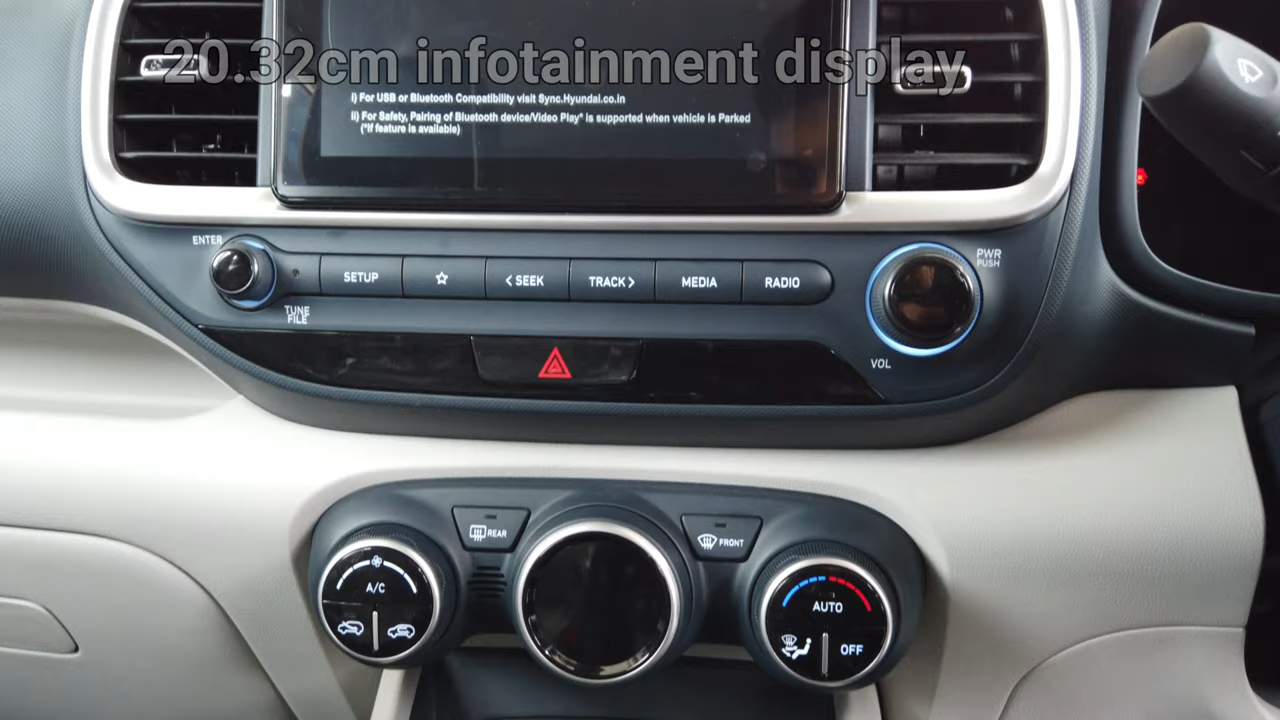 20.32cm infotainment display
i) For USB or Bluetooth Compatibility visit Sync.Hyundai.co.in
ii) For Safety, Pairing of Bluetooth device/Video Play* is supported when vehicle is Parked
(*If feature is available)
ENTER
SETUP
< SEEK
TRACK >
MEDIA
RADIO
PWR
PUSH
TUNE
FILE
VOL
REAR
FRONT
A/C
AUTO
OFF